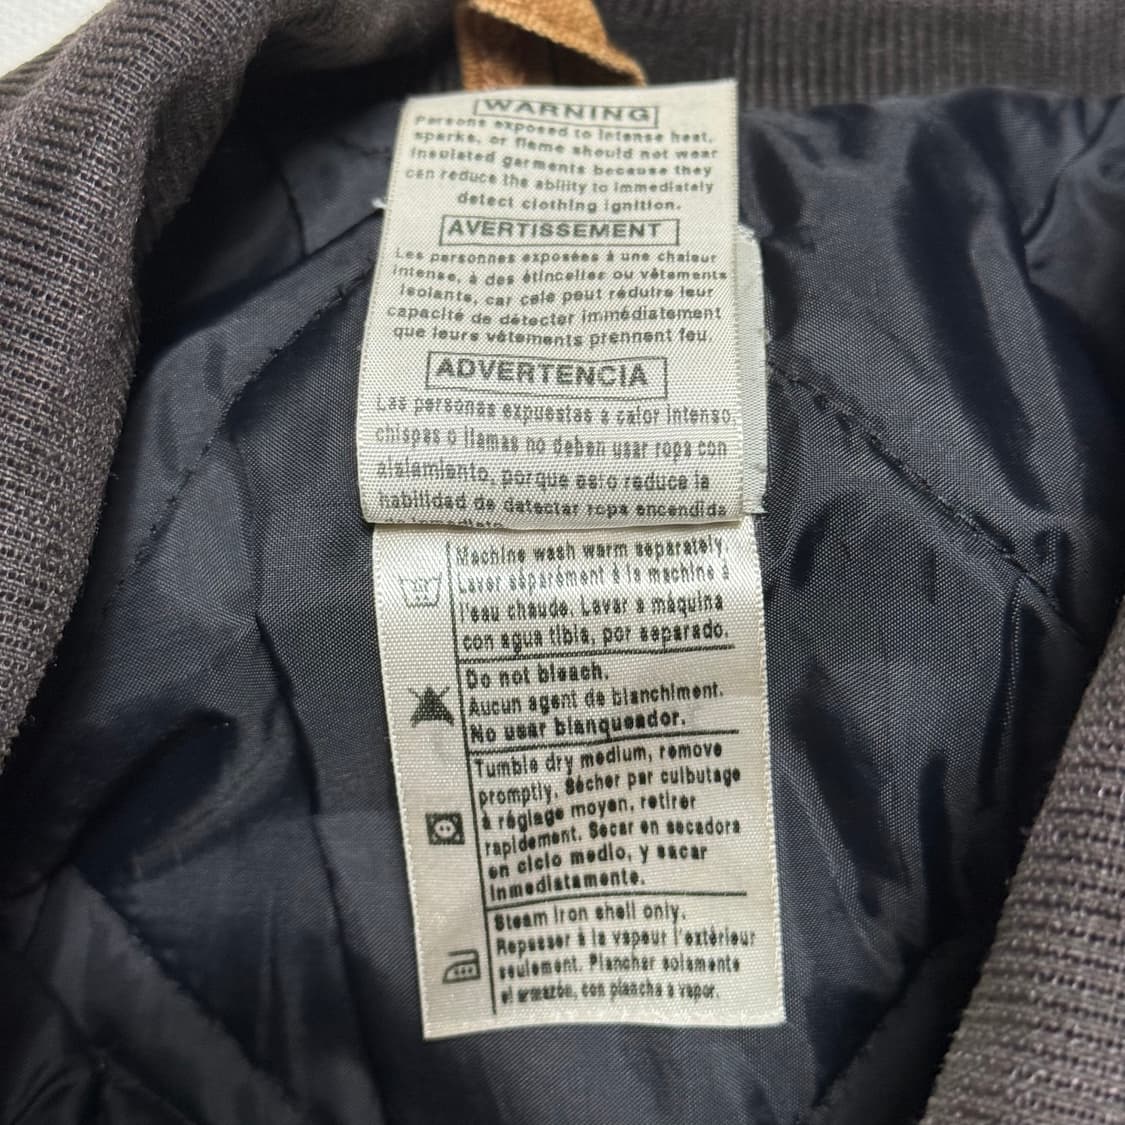 WARNING
Persons exposed to intense heat,
sparks, or flame should not wear
insulated garments because they
can reduce the ability to immediately
detect clothing ignition.
AVERTISSEMENT
Les personnes exposées à une chaleur
intense, à des étincelles ou vêtements
isolants, car cela peut réduire leur
capacité de détecter immédiatement
que leurs vêtements prennent feu.
ADVERTENCIA
Las personas expuestas a calor intenso,
chispas o llamas no deben usar ropa con
aislamiento, porque esto reduce la
habilidad de detectar ropa encendida
Machine wash warm separately.
Laver séparément à la machine à
l'eau chaude. Lavar a máquina
con agua tibia, por separado.
Do not bleach.
Aucun agent de blanchiment.
No usar blanqueador.
Tumble dry medium, remove
promptly. Sécher par culbutage
à réglage moyen, retirer
rapidement. Secar en secadora
en ciclo medio, y sacar
inmediatamente.
Steam iron shell only.
Repasser à la vapeur l'extérieur
seulement. Planchar solamente
el armazón, con plancha a vapor.